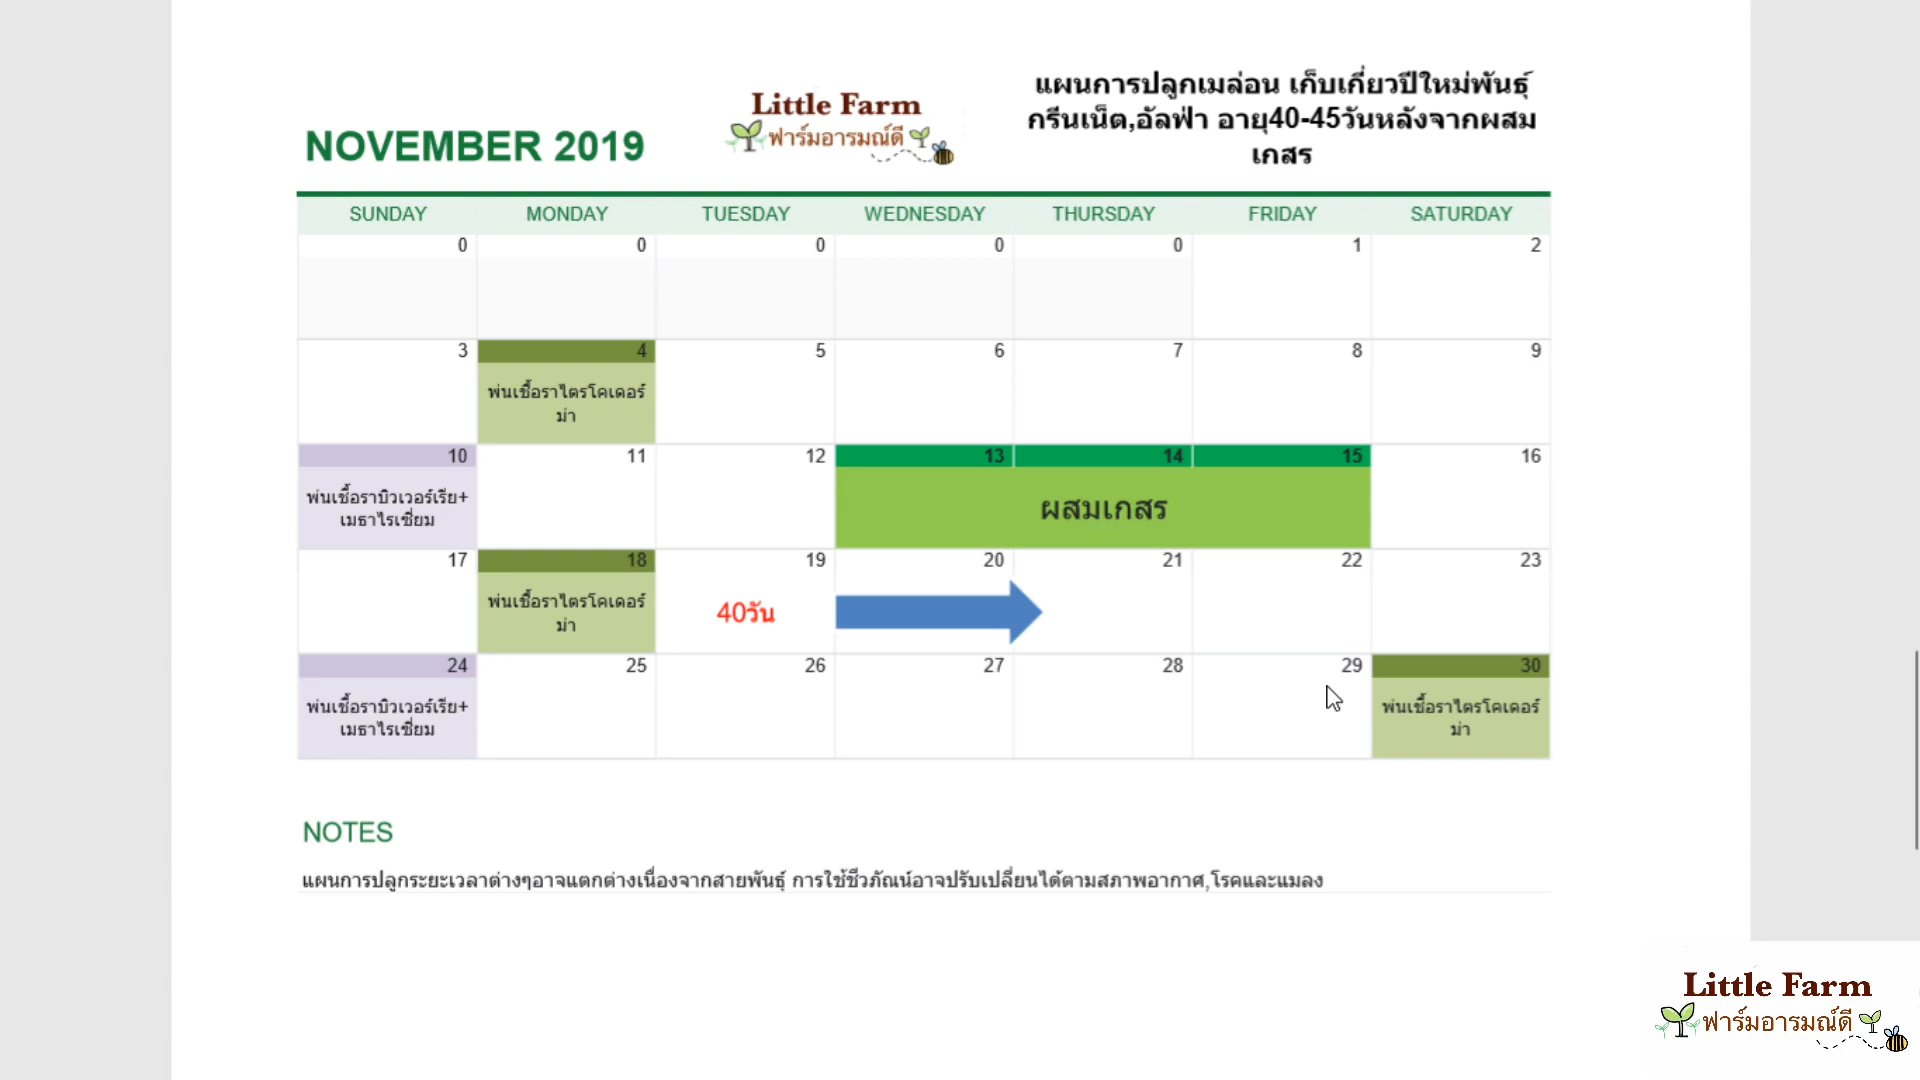 แผนการปลูกเมล่อน เก็บเกี่ยวปีใหม่พันธุ์
กรีนเน็ต,อัลฟ่า อายุ40-45วันหลังจากผสม
เกสร
Little Farm
ฟาร์มอารมณ์ดี
NOVEMBER 2019
SUNDAY MONDAY TUESDAY WEDNESDAY THURSDAY FRIDAY SATURDAY
0 0 0 0 0 1 2
3 4 5 6 7 8 9
พ่นเชื้อราไตรโคเดอร์
ม่า
10 11 12 13 14 15 16
พ่นเชื้อราบิวเวอร์เรีย+
เมธาไรเซี่ยม
ผสมเกสร
17 18 19 20 21 22 23
พ่นเชื้อราไตรโคเดอร์
ม่า
40วัน
24 25 26 27 28 29 30
พ่นเชื้อราบิวเวอร์เรีย+
เมธาไรเซี่ยม
พ่นเชื้อราไตรโคเดอร์
ม่า
NOTES
แผนการปลูกระยะเวลาต่างๆอาจแตกต่างเนื่องจากสายพันธุ์ การใช้ชีวภัณน์อาจปรับเปลี่ยนได้ตามสภาพอากาศ,โรคและแมลง
Little Farm
ฟาร์มอารมณ์ดี